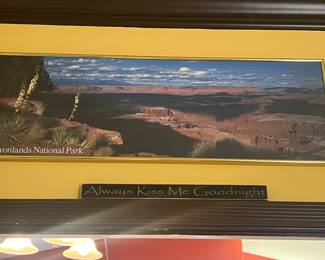 yonlands National Park
Always Kiss Me Goodnight